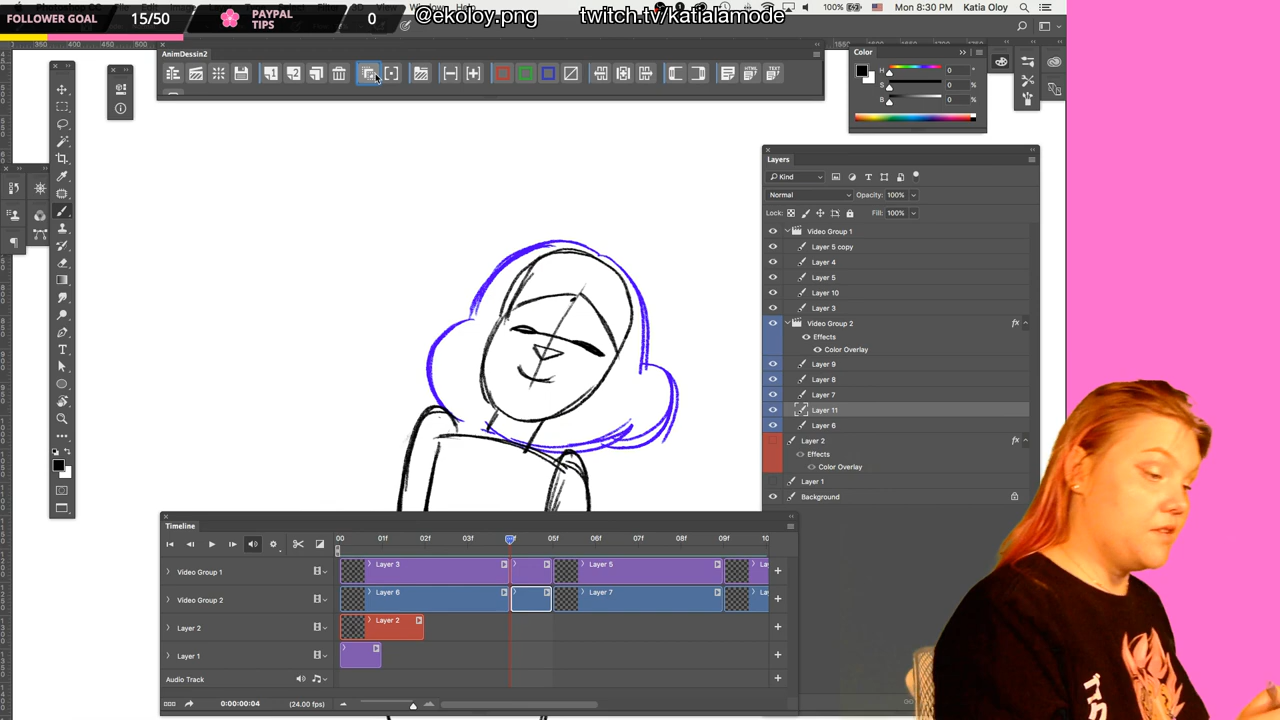 100% Mon 8:30 PM Katia Oloy
FOLLOWER GOAL 15/50 PAYPAL TIPS 0 @ekoloy.png twitch.tv/katialamode
AnimDessin2
Color
H 0 °
S 0 %
B 0 %
Layers
Kind
Normal Opacity: 100%
Lock: Fill: 100%
Video Group 1
Layer 5 copy
Layer 4
Layer 5
Layer 10
Layer 3
Video Group 2 fx
Effects
Color Overlay
Layer 9
Layer 8
Layer 7
Layer 11
Layer 6
Layer 2 fx
Effects
Color Overlay
Layer 1
Background
Timeline
00 01f 02f 03f 04f 05f 06f 07f 08f 09f 10
Video Group 1 Layer 3 Layer 5
Video Group 2 Layer 6 Layer 7
Layer 2 Layer 2
Layer 1
Audio Track
0:00:00:04 (24.00 fps)